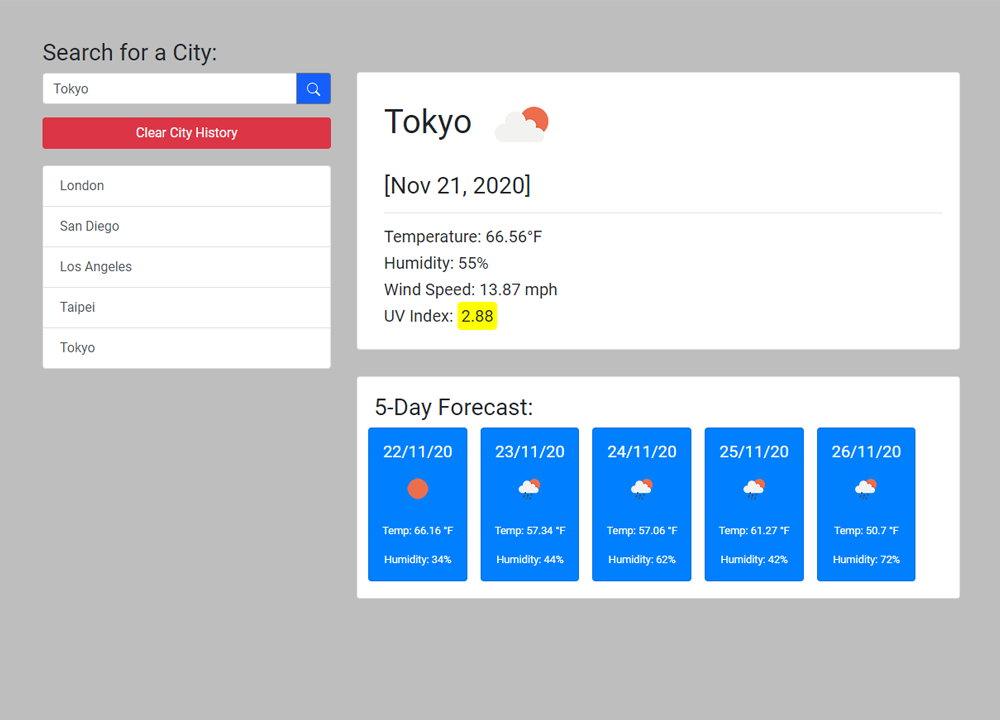 Search for a City:
Tokyo
Clear City History
London
San Diego
Los Angeles
Taipei
Tokyo
Tokyo
[Nov 21, 2020]
Temperature: 66.56°F
Humidity: 55%
Wind Speed: 13.87 mph
UV Index: 2.88
5-Day Forecast:
22/11/20
Temp: 66.16 °F
Humidity: 34%
23/11/20
Temp: 57.34 °F
Humidity: 44%
24/11/20
Temp: 57.06 °F
Humidity: 62%
25/11/20
Temp: 61.27 °F
Humidity: 42%
26/11/20
Temp: 50.7 °F
Humidity: 72%